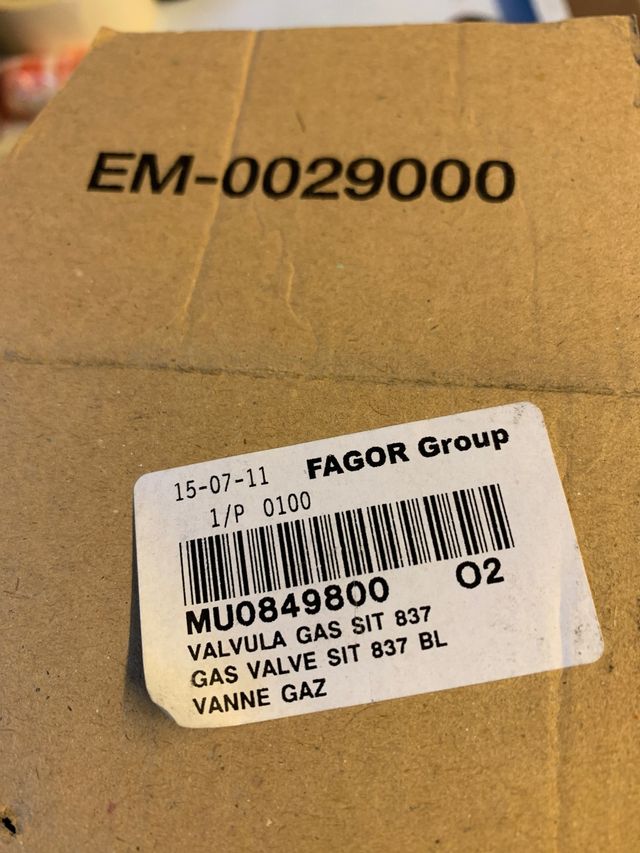 EM-0029000
15-07-11 FAGOR Group
1/P 0100
MU0849800 02
VALVULA GAS SIT 837
GAS VALVE SIT 837 BL
VANNE GAZ